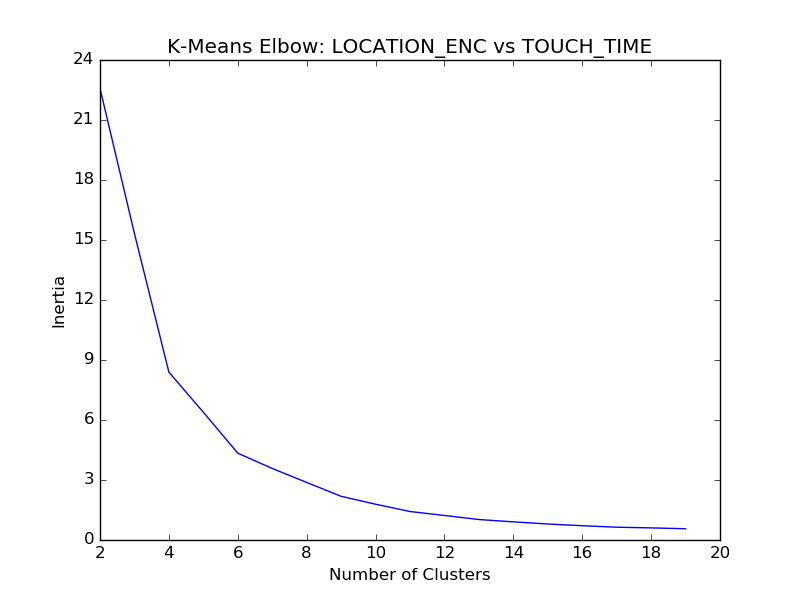 K-Means Elbow: LOCATION_ENC vs TOUCH_TIME
24
21
18
15
12
9
6
3
0
Inertia
2 4 6 8 10 12 14 16 18 20
Number of Clusters